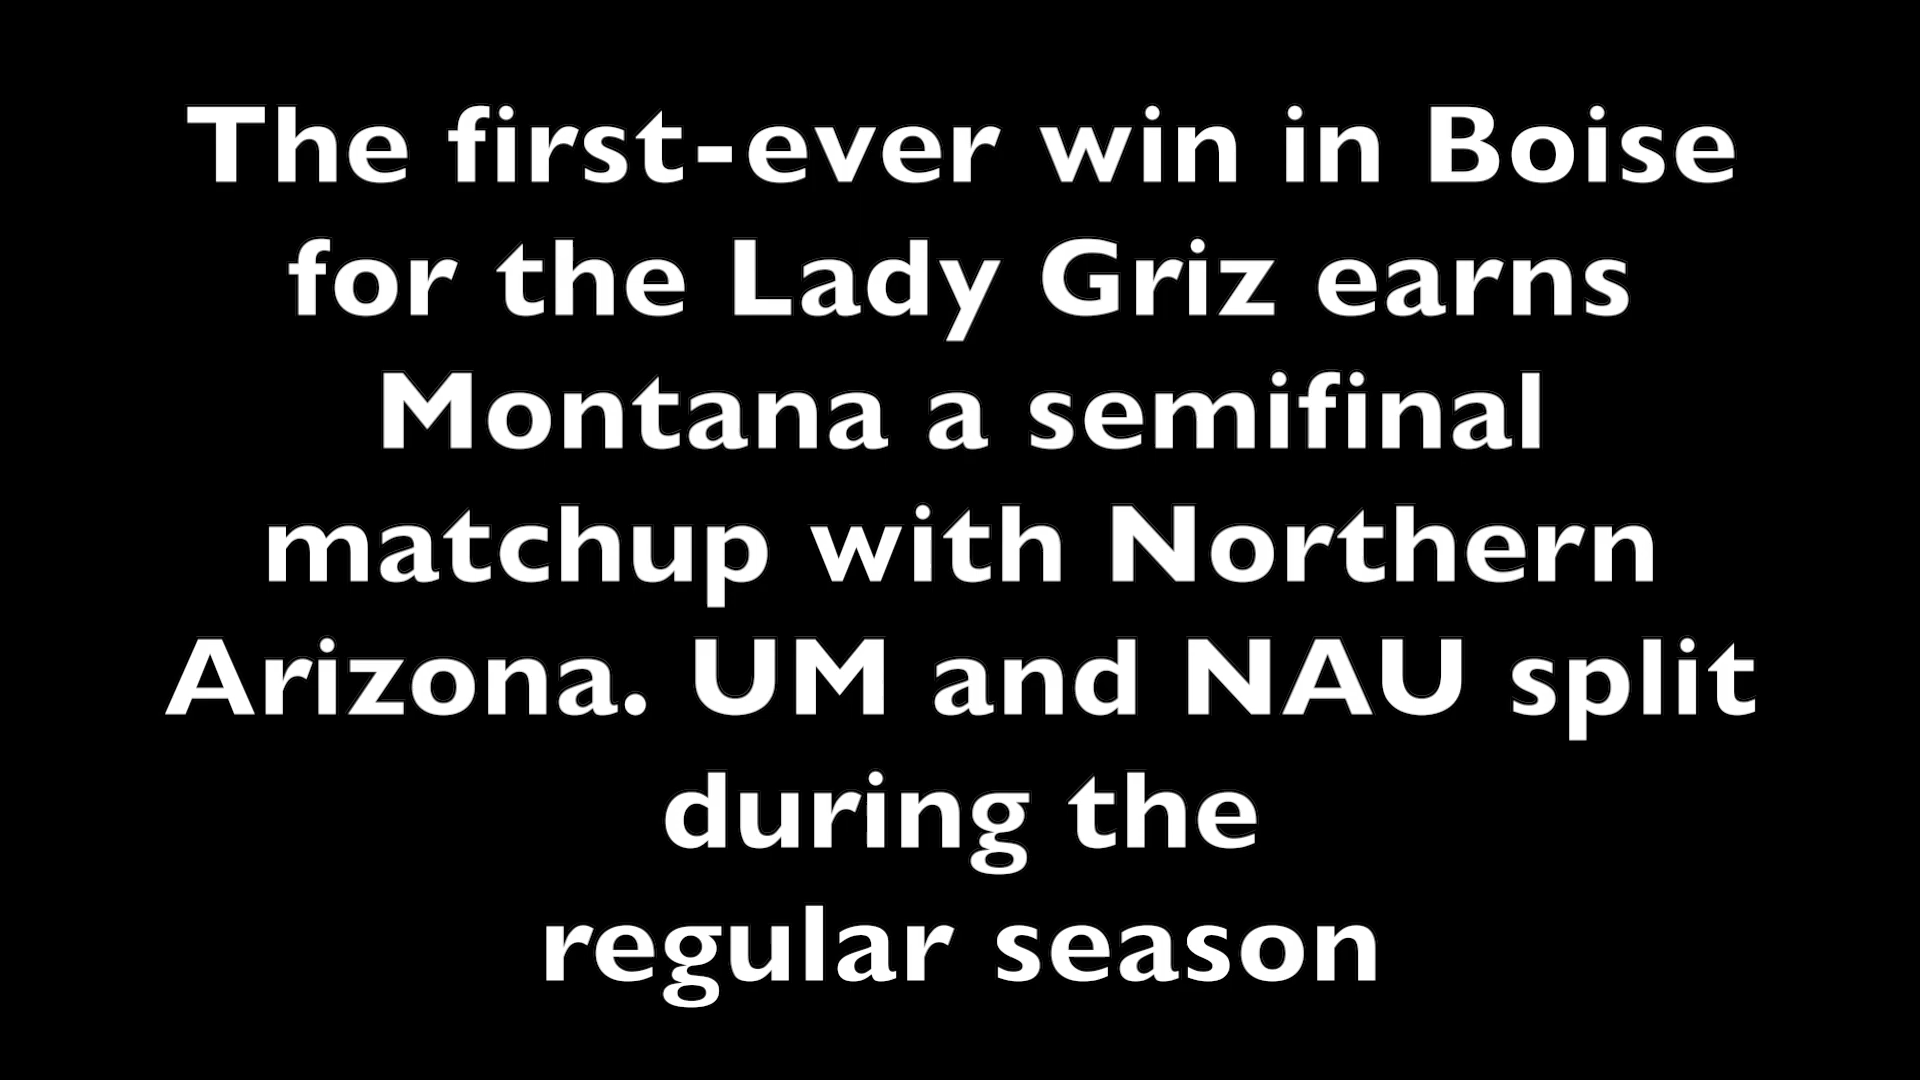 The first-ever win in Boise
for the Lady Griz earns
Montana a semifinal
matchup with Northern
Arizona. UM and NAU split
during the
regular season